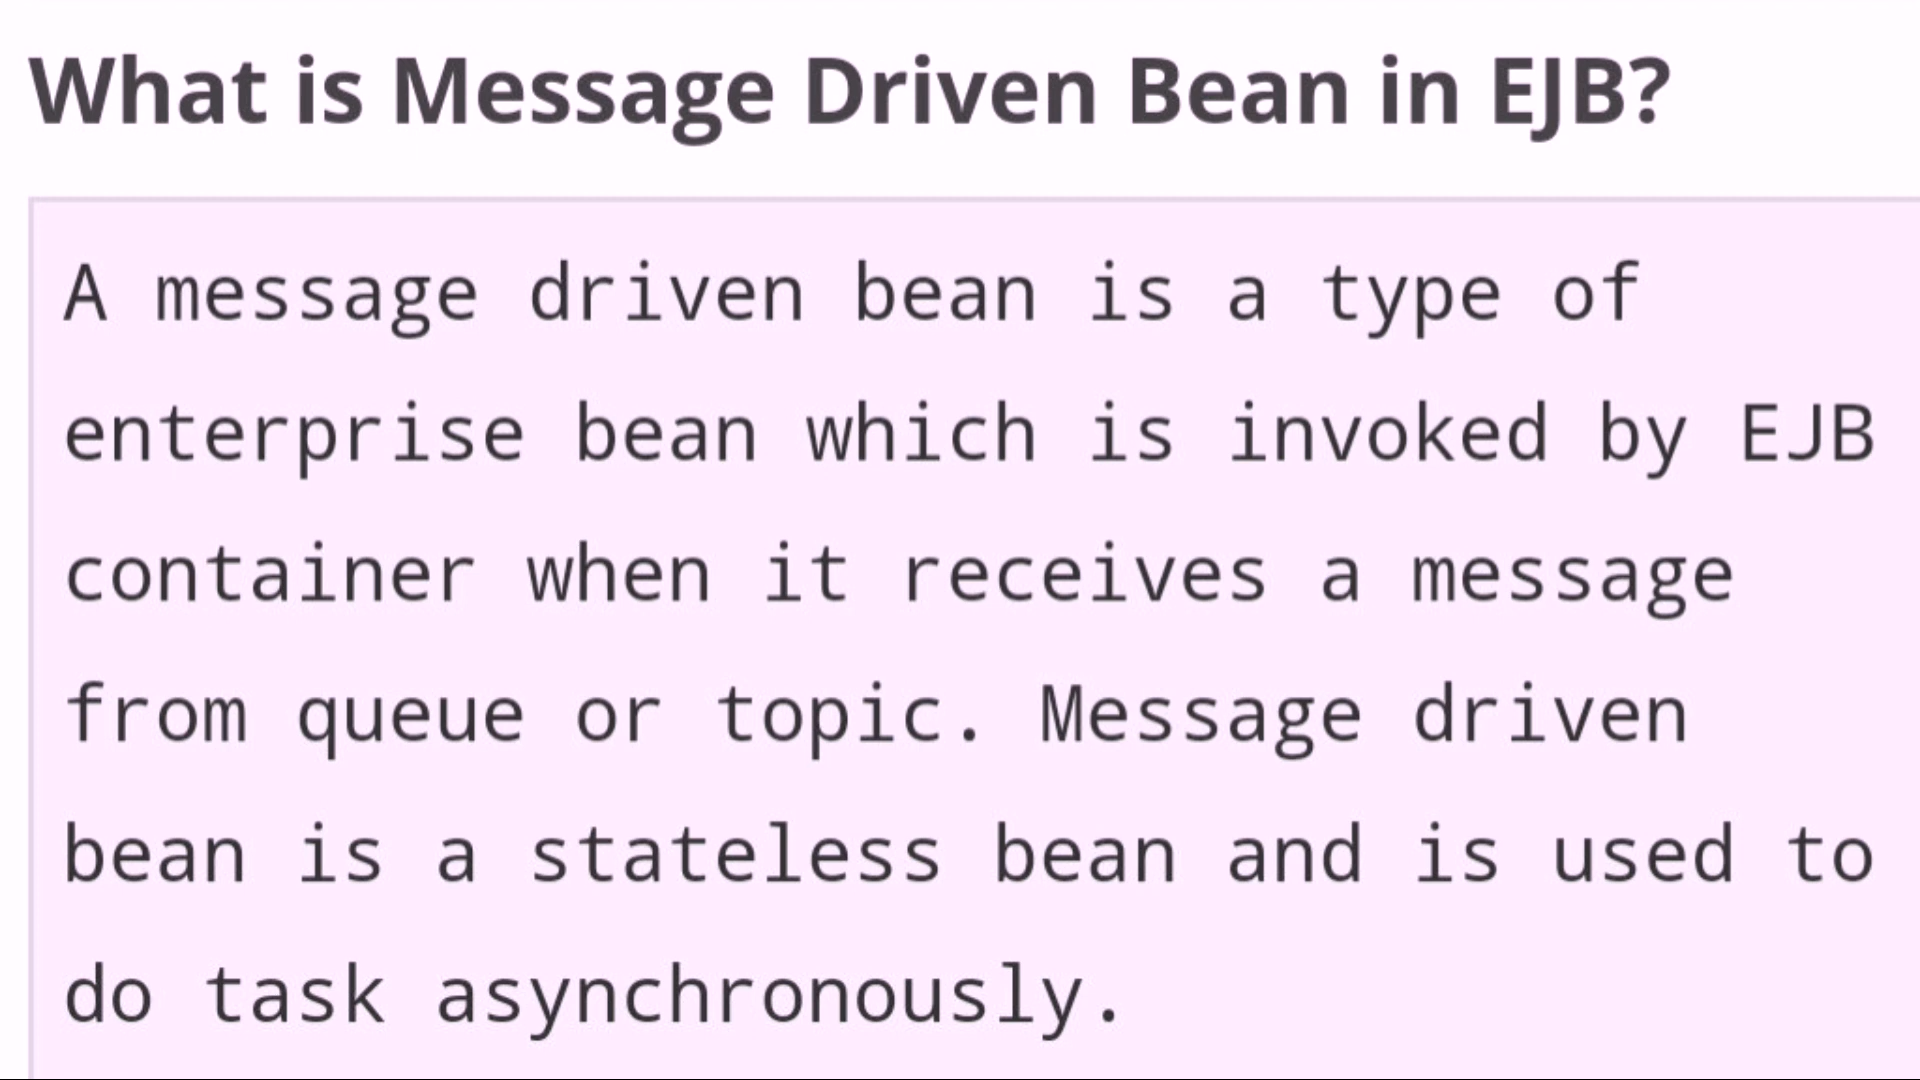 What is Message Driven Bean in EJB?
A message driven bean is a type of
enterprise bean which is invoked by EJB
container when it receives a message
from queue or topic. Message driven
bean is a stateless bean and is used to
do task asynchronously.